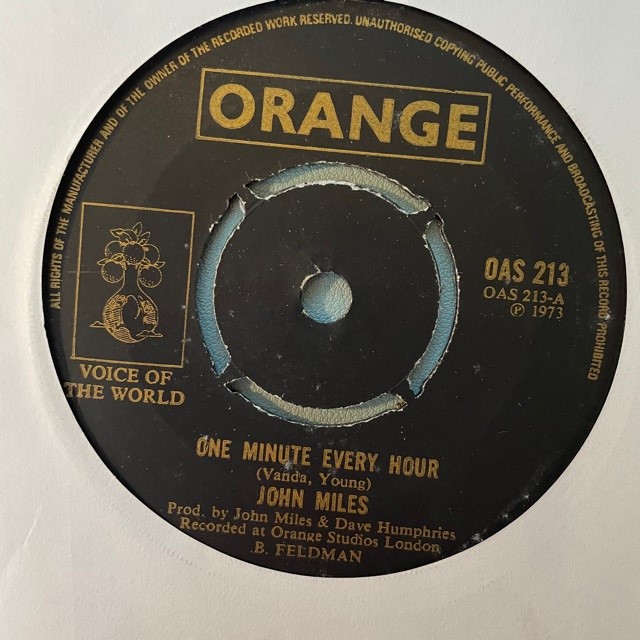 ALL RIGHTS OF THE MANUFACTURER AND OF THE OWNER OF THE RECORDED WORK RESERVED. UNAUTHORISED COPYING PUBLIC PERFORMANCE AND BROADCASTING OF THIS RECORD PROHIBITED
ORANGE
VOICE OF
THE WORLD
OAS 213
OAS 213-A
℗ 1973
ONE MINUTE EVERY HOUR
(Vanda, Young)
JOHN MILES
Prod. by John Miles & Dave Humphries
Recorded at Orange Studios London
B. FELDMAN